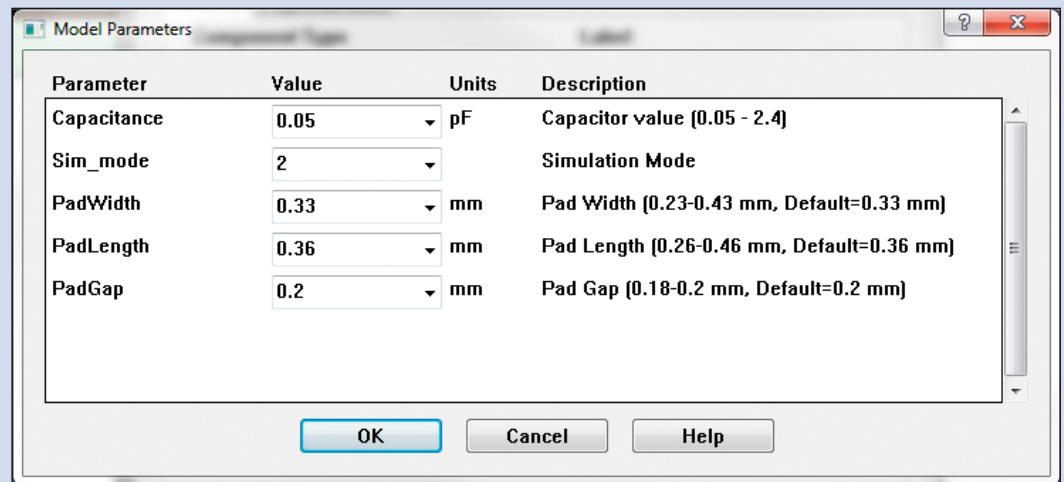 Model Parameters
Component Type Label
Parameter Value Units Description
Capacitance 0.05 pF Capacitor value (0.05 - 2.4)
Sim_mode 2 Simulation Mode
PadWidth 0.33 mm Pad Width (0.23-0.43 mm, Default=0.33 mm)
PadLength 0.36 mm Pad Length (0.26-0.46 mm, Default=0.36 mm)
PadGap 0.2 mm Pad Gap (0.18-0.2 mm, Default=0.2 mm)
OK Cancel Help